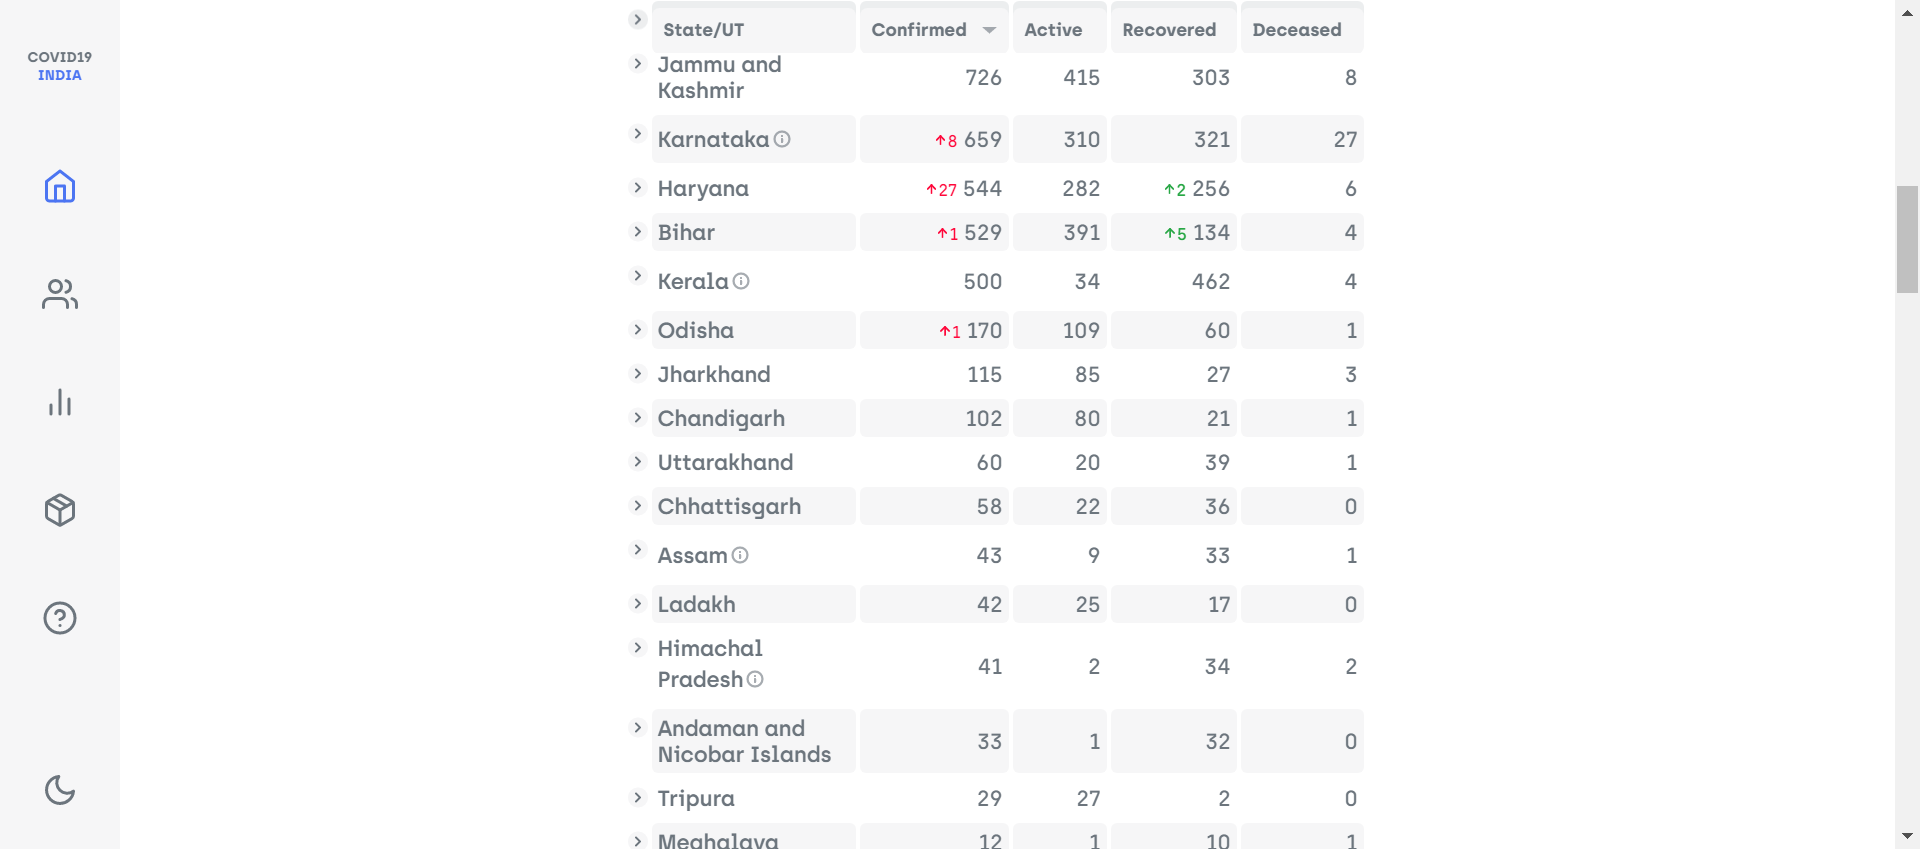 COVID19
INDIA
State/UT Confirmed Active Recovered Deceased
Jammu and
Kashmir 726 415 303 8
Karnataka 8 659 310 321 27
Haryana 27 544 282 2 256 6
Bihar 1 529 391 5 134 4
Kerala 500 34 462 4
Odisha 1 170 109 60 1
Jharkhand 115 85 27 3
Chandigarh 102 80 21 1
Uttarakhand 60 20 39 1
Chhattisgarh 58 22 36 0
Assam 43 9 33 1
Ladakh 42 25 17 0
Himachal
Pradesh 41 2 34 2
Andaman and
Nicobar Islands 33 1 32 0
Tripura 29 27 2 0
Meghalaya 12 1 10 1